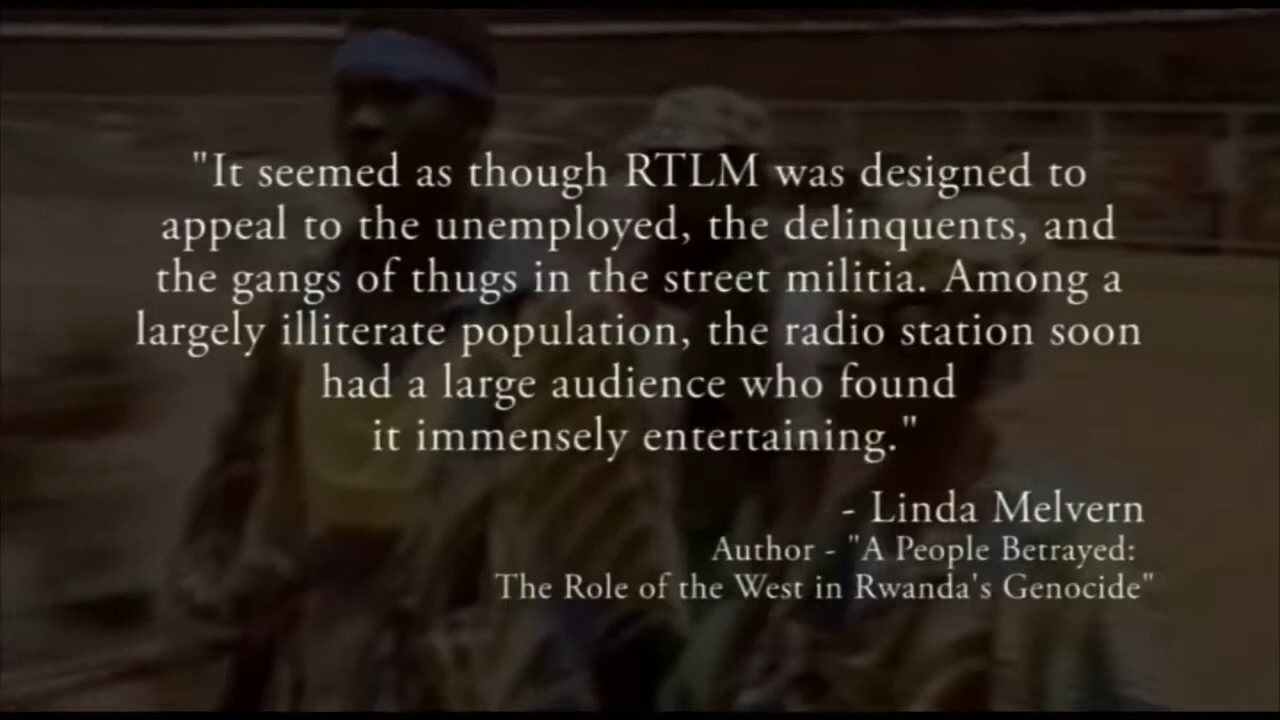 "It seemed as though RTLM was designed to
appeal to the unemployed, the delinquents, and
the gangs of thugs in the street militia. Among a
largely illiterate population, the radio station soon
had a large audience who found
it immensely entertaining."
- Linda Melvern
Author - "A People Betrayed:
The Role of the West in Rwanda's Genocide"